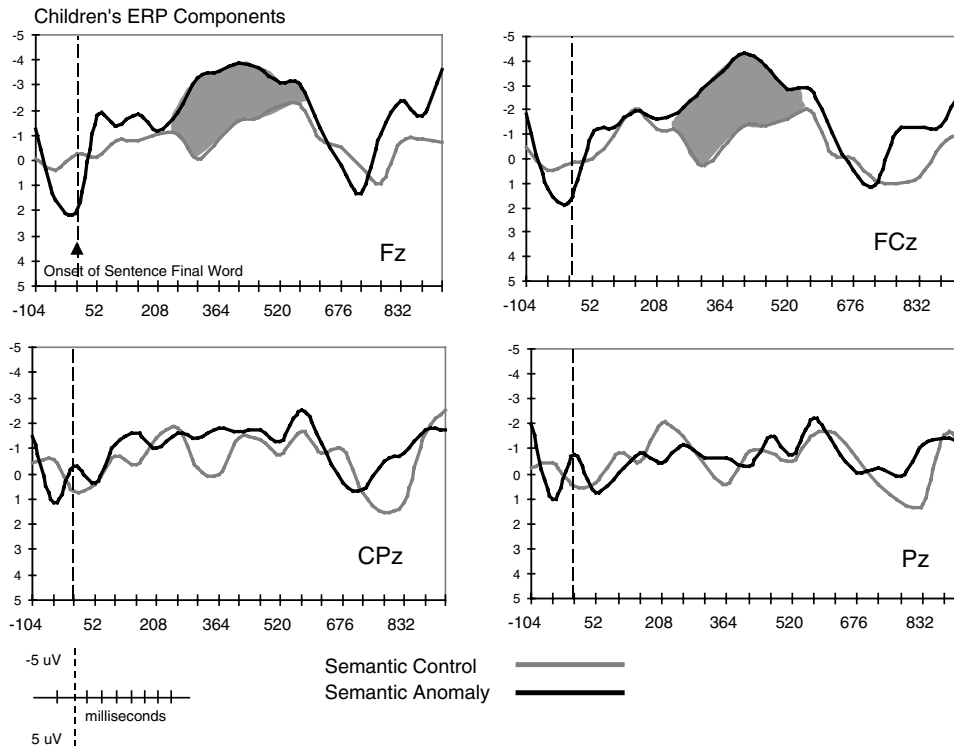 Children's ERP Components
-5
-4
-3
-2
-1
0
1
2
3
4
5
Fz
Onset of Sentence Final Word
-104 52 208 364 520 676 832
-5
-4
-3
-2
-1
0
1
2
3
4
5
FCz
-104 52 208 364 520 676 832
-5
-4
-3
-2
-1
0
1
2
3
4
5
CPz
-104 52 208 364 520 676 832
-5
-4
-3
-2
-1
0
1
2
3
4
5
Pz
-104 52 208 364 520 676 832
-5 uV
milliseconds
5 uV
Semantic Control
Semantic Anomaly